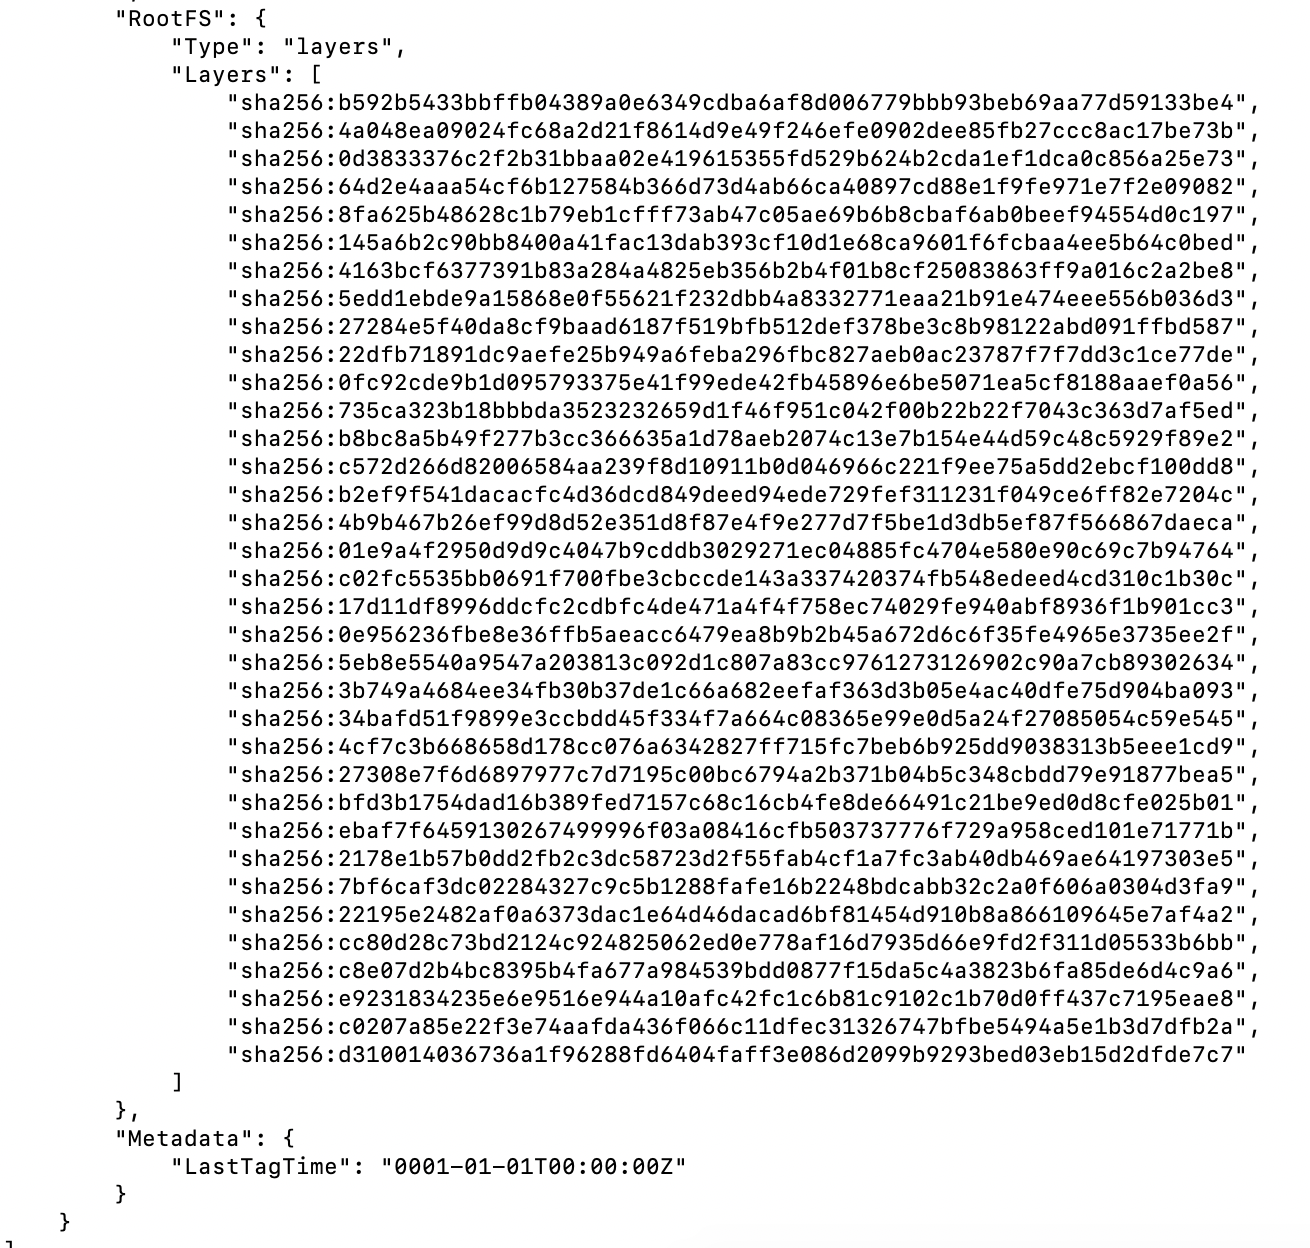 "RootFS": {
"Type": "layers",
"Layers": [
"sha256:b592b5433bbffb04389a0e6349cdba6af8d006779bbb93beb69aa77d59133be4",
"sha256:4a048ea09024fc68a2d21f8614d9e49f246efe0902dee85fb27ccc8ac17be73b",
"sha256:0d3833376c2f2b31bbaa02e419615355fd529b624b2cda1ef1dca0c856a25e73",
"sha256:64d2e4aaa54cf6b127584b366d73d4ab66ca40897cd88e1f9fe971e7f2e09082",
"sha256:8fa625b48628c1b79eb1cfff73ab47c05ae69b6b8cbaf6ab0beef94554d0c197",
"sha256:145a6b2c90bb8400a41fac13dab393cf10d1e68ca9601f6fcbaa4ee5b64c0bed",
"sha256:4163bcf6377391b83a284a4825eb356b2b4f01b8cf25083863ff9a016c2a2be8",
"sha256:5edd1ebde9a15868e0f55621f232dbb4a8332771eaa21b91e474eee556b036d3",
"sha256:27284e5f40da8cf9baad6187f519bfb512def378be3c8b98122abd091ffbd587",
"sha256:22dfb71891dc9aefe25b949a6feba296fbc827aeb0ac23787f7f7dd3c1ce77de",
"sha256:0fc92cde9b1d095793375e41f99ede42fb45896e6be5071ea5cf8188aaef0a56",
"sha256:735ca323b18bbbda3523232659d1f46f951c042f00b22b22f7043c363d7af5ed",
"sha256:b8bc8a5b49f277b3cc366635a1d78aeb2074c13e7b154e44d59c48c5929f89e2",
"sha256:c572d266d82006584aa239f8d10911b0d046966c221f9ee75a5dd2ebcf100dd8",
"sha256:b2ef9f541dacacfc4d36dcd849deed94ede729fef311231f049ce6ff82e7204c",
"sha256:4b9b467b26ef99d8d52e351d8f87e4f9e277d7f5be1d3db5ef87f566867daeca",
"sha256:01e9a4f2950d9d9c4047b9cddb3029271ec04885fc4704e580e90c69c7b94764",
"sha256:c02fc5535bb0691f700fbe3cbccde143a337420374fb548edeed4cd310c1b30c",
"sha256:17d11df8996ddcfc2cdbfc4de471a4f4f758ec74029fe940abf8936f1b901cc3",
"sha256:0e956236fbe8e36ffb5aeacc6479ea8b9b2b45a672d6c6f35fe4965e3735ee2f",
"sha256:5eb8e5540a9547a203813c092d1c807a83cc9761273126902c90a7cb89302634",
"sha256:3b749a4684ee34fb30b37de1c66a682eefaf363d3b05e4ac40dfe75d904ba093",
"sha256:34bafd51f9899e3ccbdd45f334f7a664c08365e99e0d5a24f27085054c59e545",
"sha256:4cf7c3b668658d178cc076a6342827ff715fc7beb6b925dd9038313b5eee1cd9",
"sha256:27308e7f6d6897977c7d7195c00bc6794a2b371b04b5c348cbdd79e91877bea5",
"sha256:bfd3b1754dad16b389fed7157c68c16cb4fe8de66491c21be9ed0d8cfe025b01",
"sha256:ebaf7f6459130267499996f03a08416cfb503737776f729a958ced101e71771b",
"sha256:2178e1b57b0dd2fb2c3dc58723d2f55fab4cf1a7fc3ab40db469ae64197303e5",
"sha256:7bf6caf3dc02284327c9c5b1288fafe16b2248bdcabb32c2a0f606a0304d3fa9",
"sha256:22195e2482af0a6373dac1e64d46dacad6bf81454d910b8a866109645e7af4a2",
"sha256:cc80d28c73bd2124c924825062ed0e778af16d7935d66e9fd2f311d05533b6bb",
"sha256:c8e07d2b4bc8395b4fa677a984539bdd0877f15da5c4a3823b6fa85de6d4c9a6",
"sha256:e9231834235e6e9516e944a10afc42fc1c6b81c9102c1b70d0ff437c7195eae8",
"sha256:c0207a85e22f3e74aafda436f066c11dfec31326747bfbe5494a5e1b3d7dfb2a",
"sha256:d310014036736a1f96288fd6404faff3e086d2099b9293bed03eb15d2dfde7c7"
]
},
"Metadata": {
"LastTagTime": "0001-01-01T00:00:00Z"
}
}
]